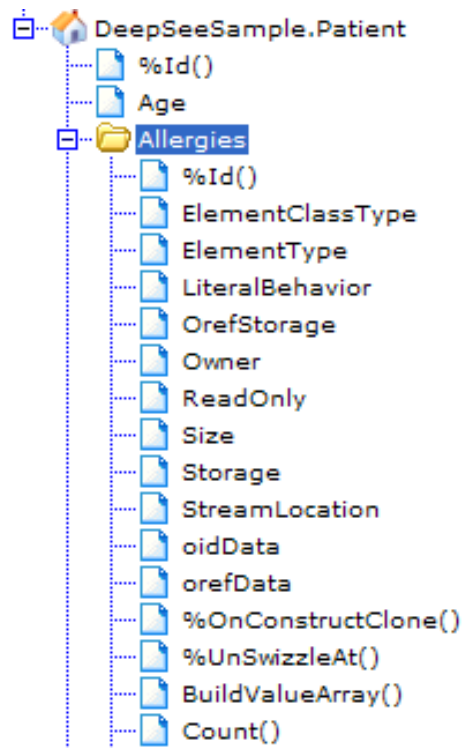 DeepSeeSample.Patient
%Id()
Age
Allergies
%Id()
ElementClassType
ElementType
LiteralBehavior
OrefStorage
Owner
ReadOnly
Size
Storage
StreamLocation
oidData
orefData
%OnConstructClone()
%UnSwizzleAt()
BuildValueArray()
Count()